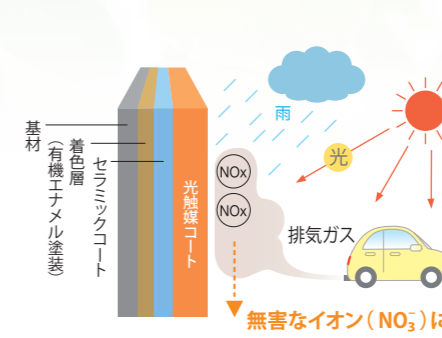 雨
光
基材
着色層
（有機エナメル塗装）
セラミックコート
光触媒コート
NOx
NOx
排気ガス
無害なイオン（NO₃⁻）に